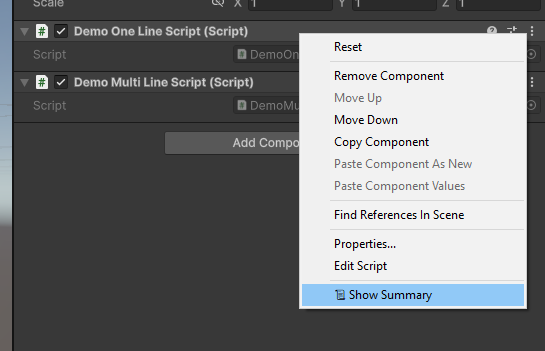 Scale X 1 Y 1 Z 1
# Demo One Line Script (Script)
Script DemoOn
# Demo Multi Line Script (Script)
Script DemoMu
Add Compo
Reset
Remove Component
Move Up
Move Down
Copy Component
Paste Component As New
Paste Component Values
Find References In Scene
Properties...
Edit Script
Show Summary